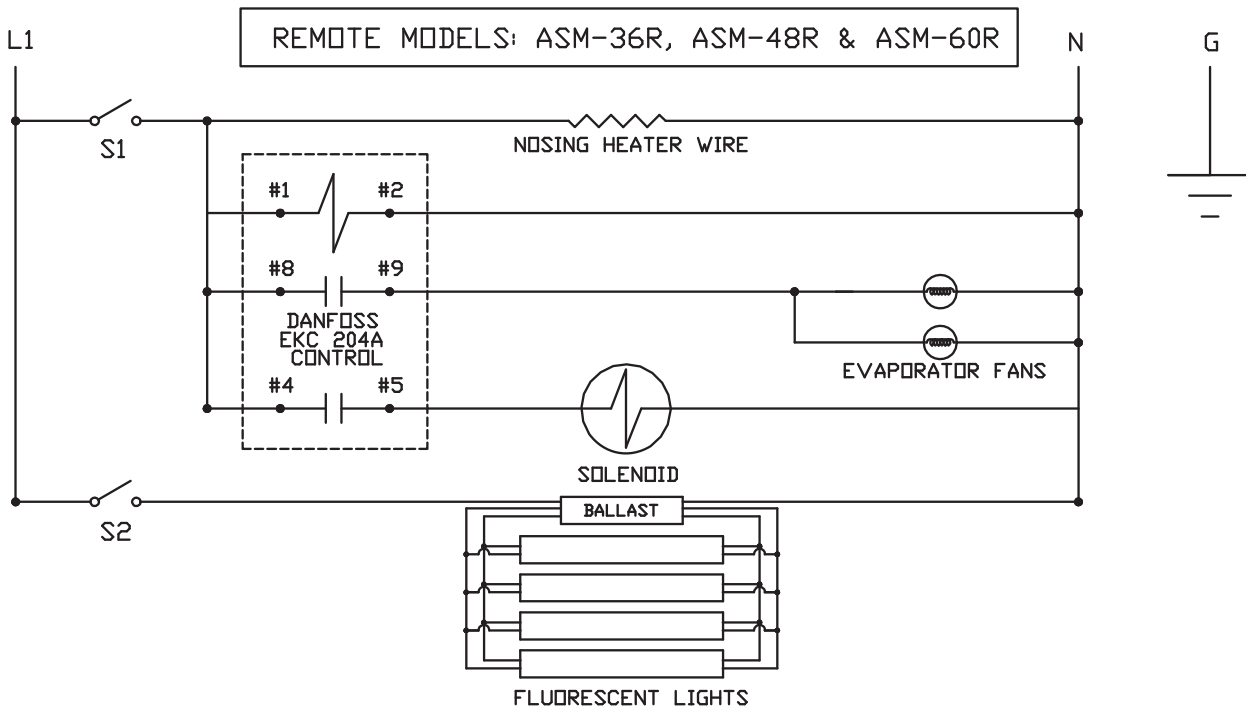 REMOTE MODELS: ASM-36R, ASM-48R & ASM-60R
L1
N
G
S1
NOSING HEATER WIRE
#1
#2
#8
#9
DANFOSS
EKC 204A
CONTROL
EVAPORATOR FANS
#4
#5
SOLENOID
S2
BALLAST
FLUORESCENT LIGHTS